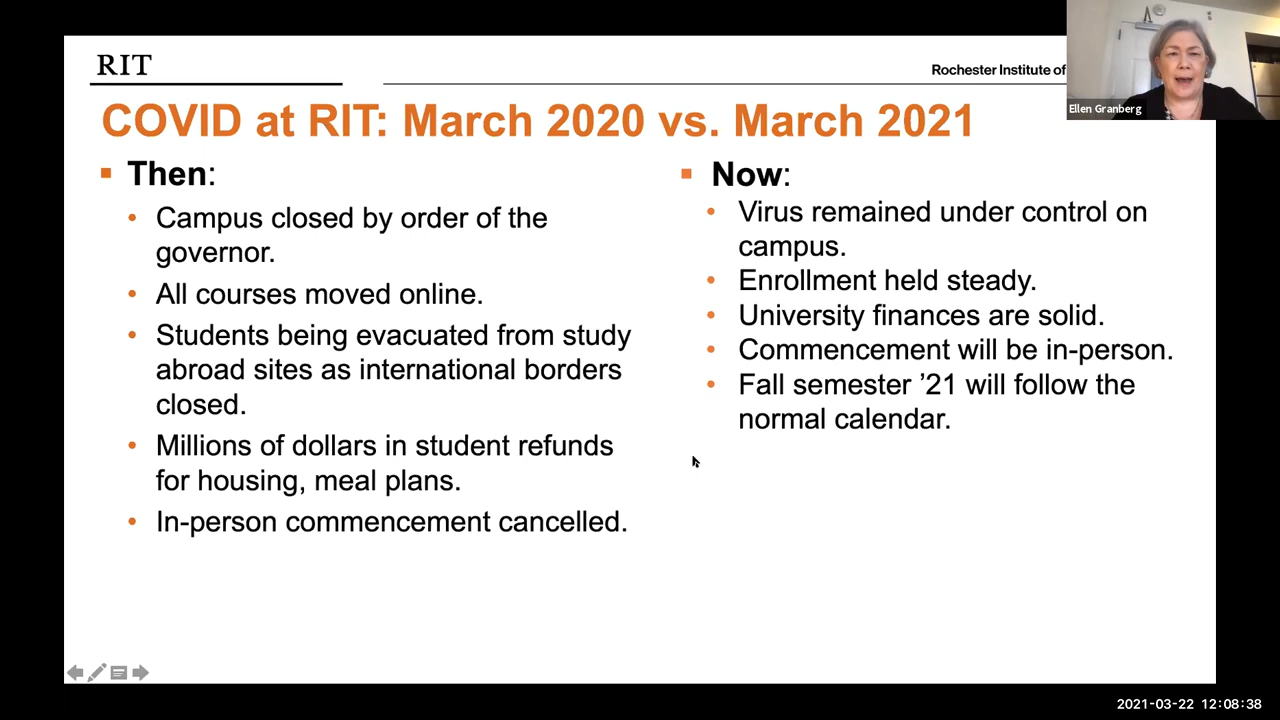 RIT
Rochester Institute of
Ellen Granberg
COVID at RIT: March 2020 vs. March 2021
Then:
Campus closed by order of the
governor.
All courses moved online.
Students being evacuated from study
abroad sites as international borders
closed.
Millions of dollars in student refunds
for housing, meal plans.
In-person commencement cancelled.
Now:
Virus remained under control on
campus.
Enrollment held steady.
University finances are solid.
Commencement will be in-person.
Fall semester ’21 will follow the
normal calendar.
2021-03-22 12:08:38